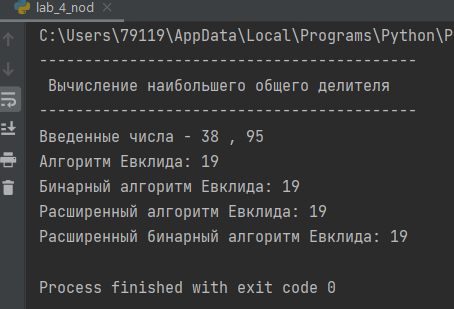 lab_4_nod
C:\Users\79119\AppData\Local\Programs\Python\P
------------------------------------------
Вычисление наибольшего общего делителя
------------------------------------------
Введенные числа - 38 , 95
Алгоритм Евклида: 19
Бинарный алгоритм Евклида: 19
Расширенный алгоритм Евклида: 19
Расширенный бинарный алгоритм Евклида: 19
Process finished with exit code 0